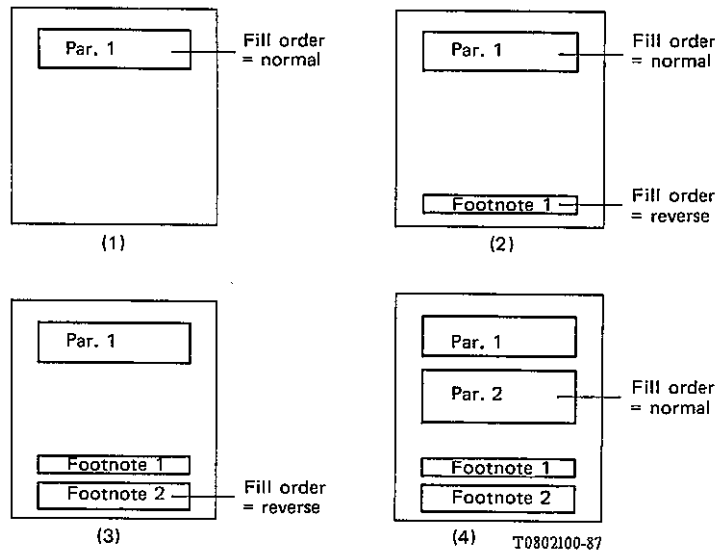 Par. 1
Fill order
= normal
(1)
Par. 1
Fill order
= normal
Footnote 1
Fill order
= reverse
(2)
Par. 1
Footnote 1
Footnote 2
Fill order
= reverse
(3)
Par. 1
Par. 2
Fill order
= normal
Footnote 1
Footnote 2
(4)
T0802100-87